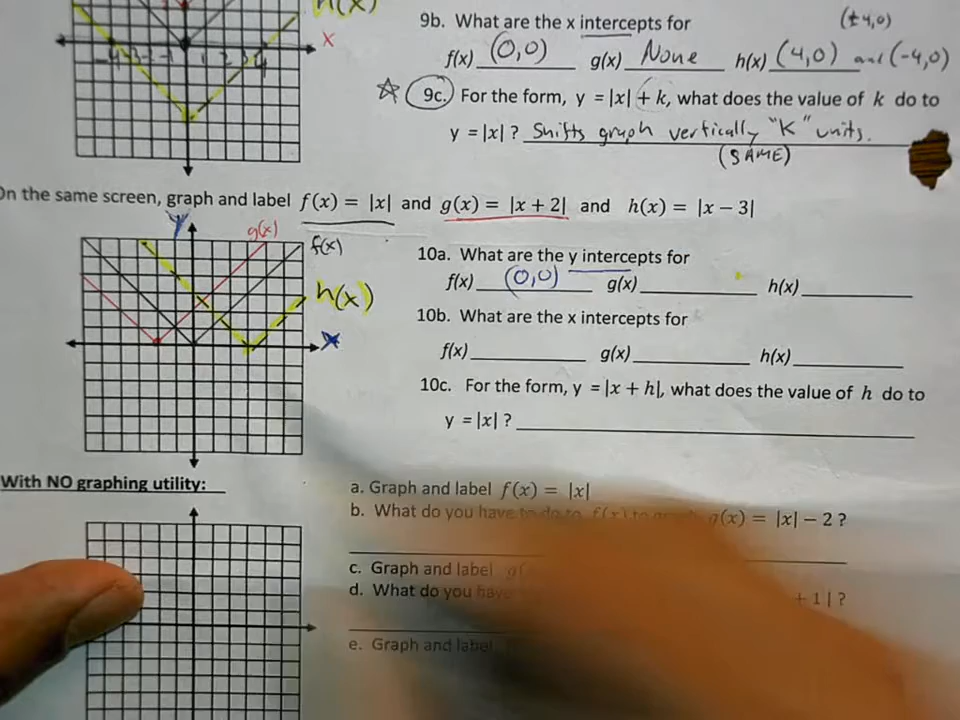 h(x)
x
9b. What are the x intercepts for (±4,0)
f(x) (0,0) g(x) None h(x) (4,0) and (-4,0)
9c. For the form, y = |x| + k, what does the value of k do to
y = |x| ? Shifts graph vertically "K" units.
(SAME)
On the same screen, graph and label f(x) = |x| and g(x) = |x + 2| and h(x) = |x − 3|
Y g(x) f(x)
h(x)
X
10a. What are the y intercepts for
f(x) (0,0) g(x) h(x)
10b. What are the x intercepts for
f(x) g(x) h(x)
10c. For the form, y = |x + h|, what does the value of h do to
y = |x| ?
With NO graphing utility:
a. Graph and label f(x) = |x|
b. What do you have to do to f(x) to g(x) = |x| − 2 ?
c. Graph and label
d. What do you have + 1| ?
e. Graph and label